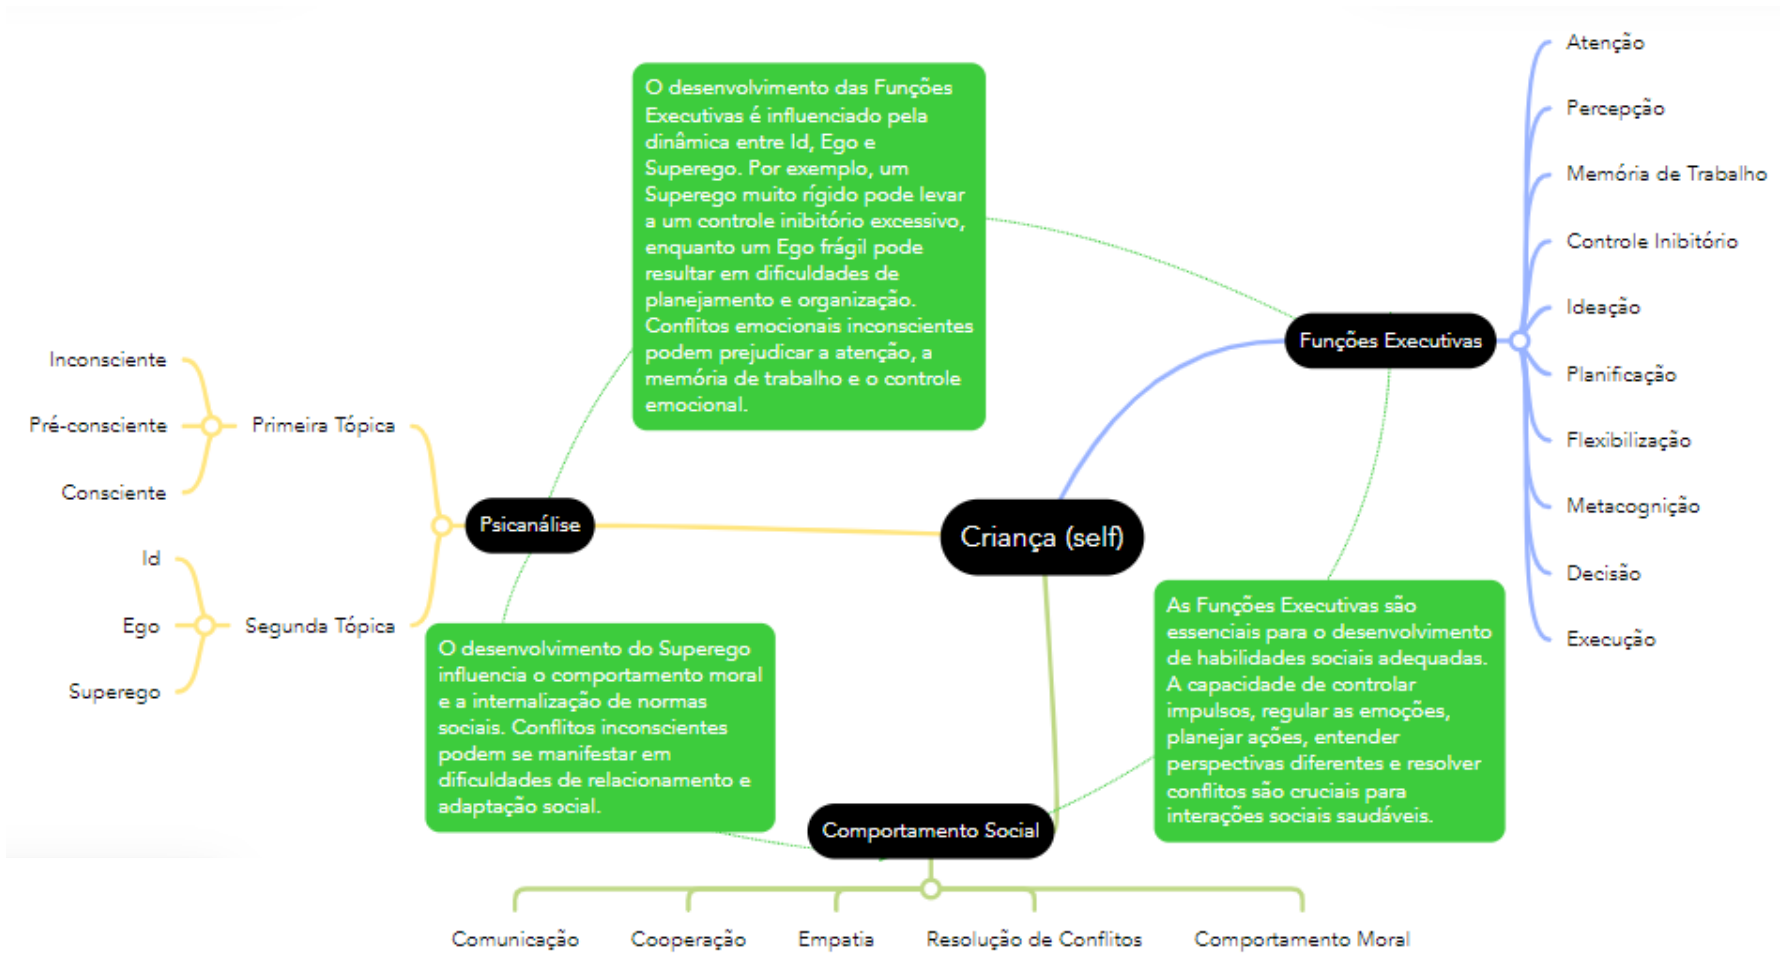 O desenvolvimento das Funções
Executivas é influenciado pela
dinâmica entre Id, Ego e
Superego. Por exemplo, um
Superego muito rígido pode levar
a um controle inibitório excessivo,
enquanto um Ego frágil pode
resultar em dificuldades de
planejamento e organização.
Conflitos emocionais inconscientes
podem prejudicar a atenção, a
memória de trabalho e o controle
emocional.
Funções Executivas
Atenção
Percepção
Memória de Trabalho
Controle Inibitório
Ideação
Planificação
Flexibilização
Metacognição
Decisão
Execução
Criança (self)
Psicanálise
Primeira Tópica
Inconsciente
Pré-consciente
Consciente
Segunda Tópica
Id
Ego
Superego
O desenvolvimento do Superego
influencia o comportamento moral
e a internalização de normas
sociais. Conflitos inconscientes
podem se manifestar em
dificuldades de relacionamento e
adaptação social.
As Funções Executivas são
essenciais para o desenvolvimento
de habilidades sociais adequadas.
A capacidade de controlar
impulsos, regular as emoções,
planejar ações, entender
perspectivas diferentes e resolver
conflitos são cruciais para
interações sociais saudáveis.
Comportamento Social
Comunicação
Cooperação
Empatia
Resolução de Conflitos
Comportamento Moral